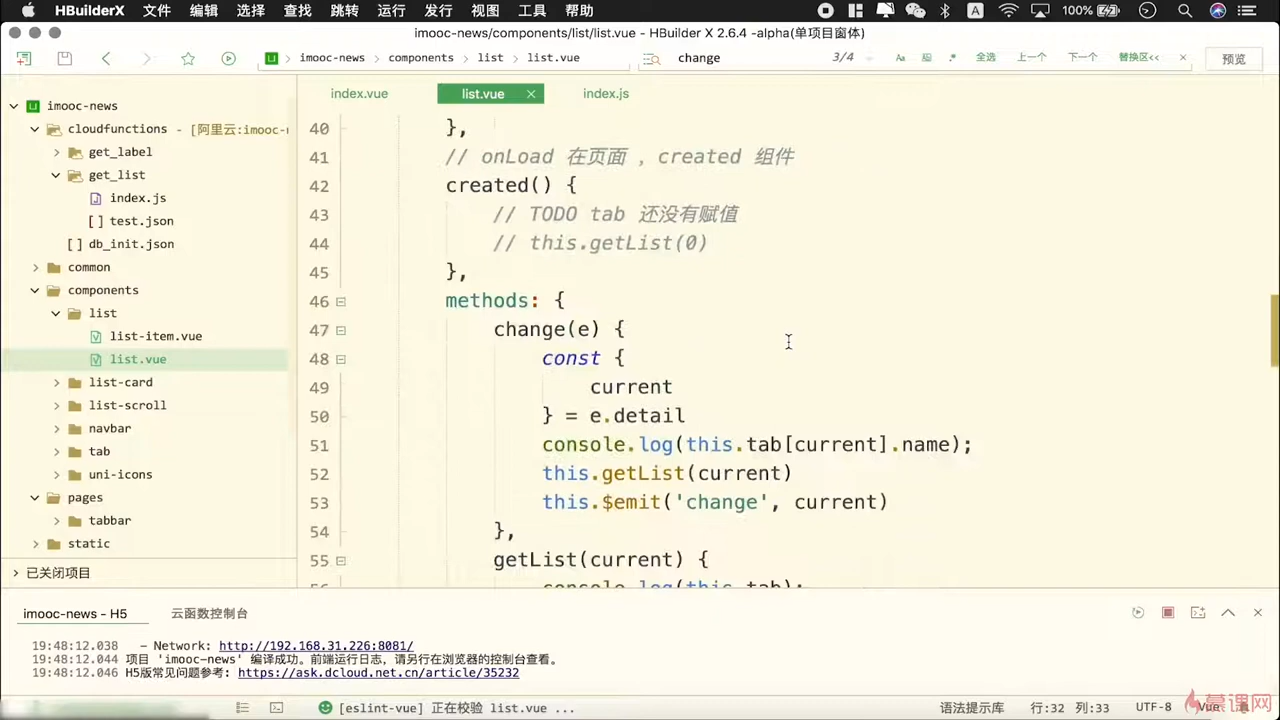 HBuilderX 文件 编辑 选择 查找 跳转 运行 发行 视图 工具 帮助 A 100%
imooc-news/components/list/list.vue - HBuilder X 2.6.4 -alpha(单项目窗体)
imooc-news components list list.vue change 3/4 Aa .* 全选 上一个 下一个 替换区<< 预览
index.vue list.vue index.js
imooc-news
cloudfunctions - [阿里云:imooc-n
get_label
get_list
index.js
test.json
db_init.json
common
components
list
list-item.vue
list.vue
list-card
list-scroll
navbar
tab
uni-icons
pages
tabbar
static
已关闭项目
40 },
41 // onLoad 在页面 ，created 组件
42 created() {
43 // TODO tab 还没有赋值
44 // this.getList(0)
45 },
46 methods: {
47 change(e) {
48 const {
49 current
50 } = e.detail
51 console.log(this.tab[current].name);
52 this.getList(current)
53 this.$emit('change', current)
54 },
55 getList(current) {
56 console.log(this.tab);
imooc-news - H5 云函数控制台
19:48:12.038 - Network: http://192.168.31.226:8081/
19:48:12.044 项目 'imooc-news' 编译成功。前端运行日志，请另行在浏览器的控制台查看。
19:48:12.046 H5版常见问题参考: https://ask.dcloud.net.cn/article/35232
[eslint-vue] 正在校验 list.vue ... 语法提示库 行:32 列:33 UTF-8 Vue
慕课网